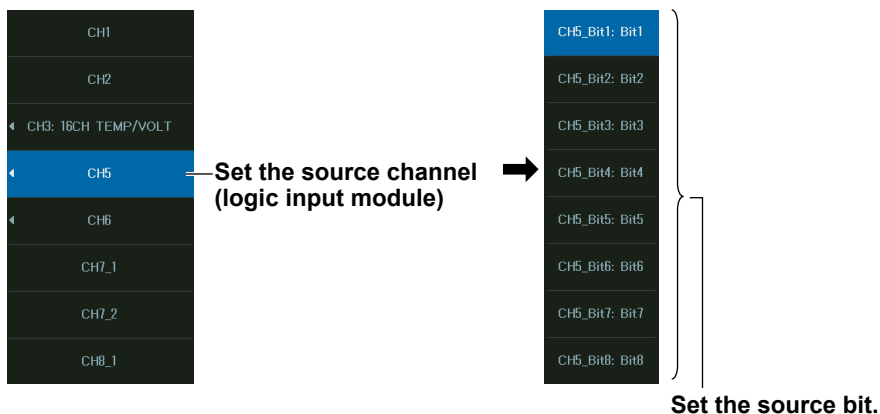 CH1
CH2
CH3: 16CH TEMP/VOLT
CH5
CH6
CH7_1
CH7_2
CH8_1
Set the source channel
(logic input module)
CH5_Bit1: Bit1
CH5_Bit2: Bit2
CH5_Bit3: Bit3
CH5_Bit4: Bit4
CH5_Bit5: Bit5
CH5_Bit6: Bit6
CH5_Bit7: Bit7
CH5_Bit8: Bit8
Set the source bit.